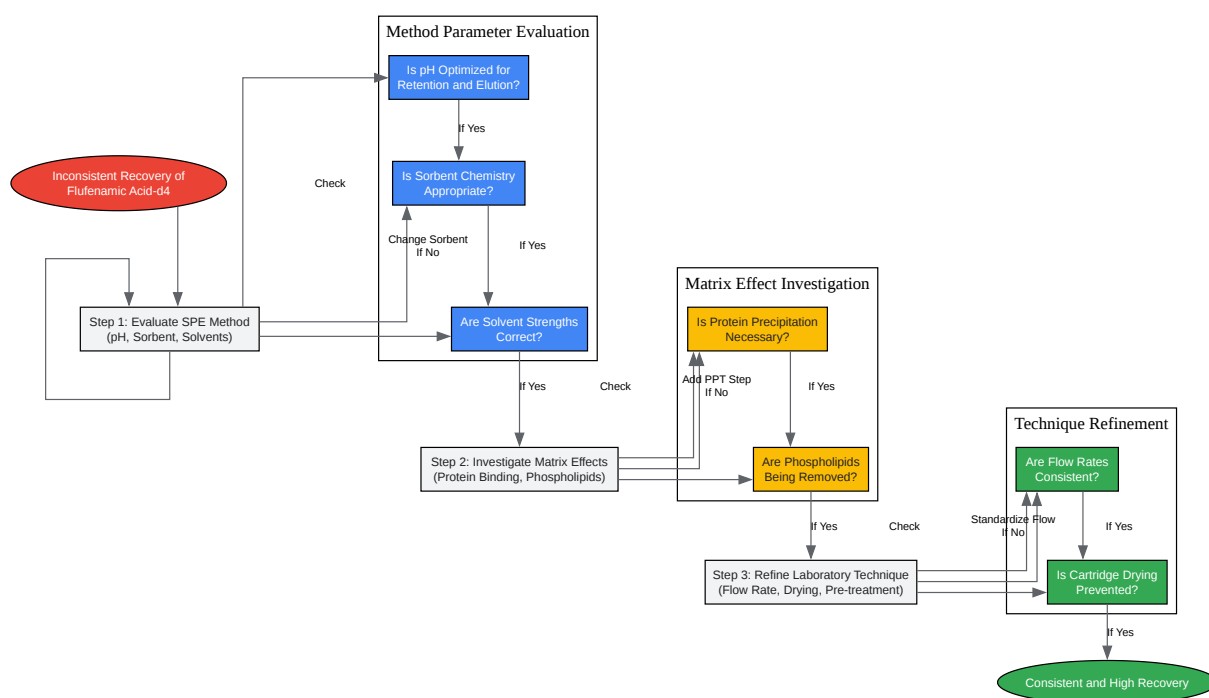 Method Parameter Evaluation
Is pH Optimized for
Retention and Elution?
If Yes
Inconsistent Recovery of
Flufenamic Acid-d4
Check
Is Sorbent Chemistry
Appropriate?
Change Sorbent
If No
If Yes
Step 1: Evaluate SPE Method
(pH, Sorbent, Solvents)
Are Solvent Strengths
Correct?
If Yes
Check
Matrix Effect Investigation
Is Protein Precipitation
Necessary?
Add PPT Step
If No
If Yes
Step 2: Investigate Matrix Effects
(Protein Binding, Phospholipids)
Are Phospholipids
Being Removed?
If Yes
Check
Technique Refinement
Are Flow Rates
Consistent?
Standardize Flow
If No
If Yes
Step 3: Refine Laboratory Technique
(Flow Rate, Drying, Pre-treatment)
Is Cartridge Drying
Prevented?
If Yes
Consistent and High Recovery